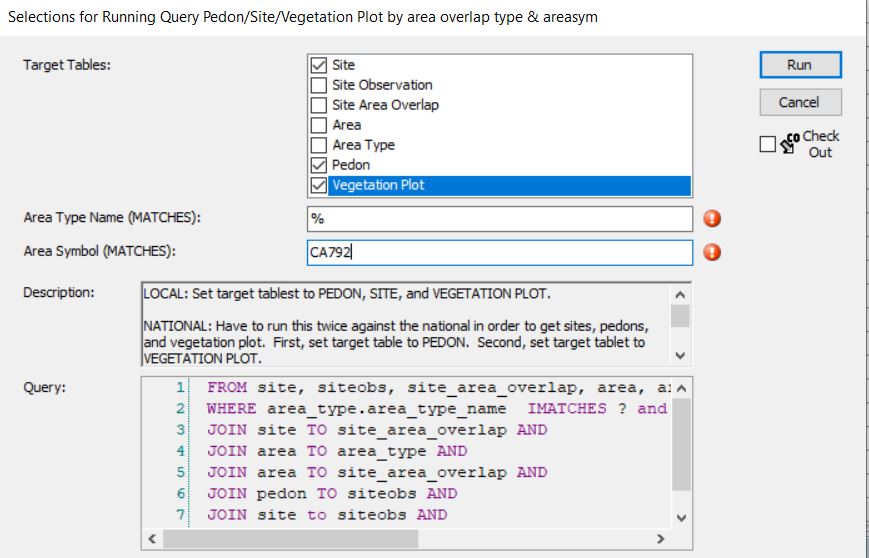 Selections for Running Query Pedon/Site/Vegetation Plot by area overlap type & areasym
Target Tables:
Site
Site Observation
Site Area Overlap
Area
Area Type
Pedon
Vegetation Plot
Run
Cancel
CO Check Out
Area Type Name (MATCHES):
%
Area Symbol (MATCHES):
CA792
Description:
LOCAL: Set target tablest to PEDON, SITE, and VEGETATION PLOT.
NATIONAL: Have to run this twice against the national in order to get sites, pedons,
and vegetation plot. First, set target table to PEDON. Second, set target tablet to
VEGETATION PLOT.
Query:
1 FROM site, siteobs, site_area_overlap, area,
2 WHERE area_type.area_type_name IMATCHES ? and
3 JOIN site TO site_area_overlap AND
4 JOIN area TO area_type AND
5 JOIN area TO site_area_overlap AND
6 JOIN pedon TO siteobs AND
7 JOIN site to siteobs AND